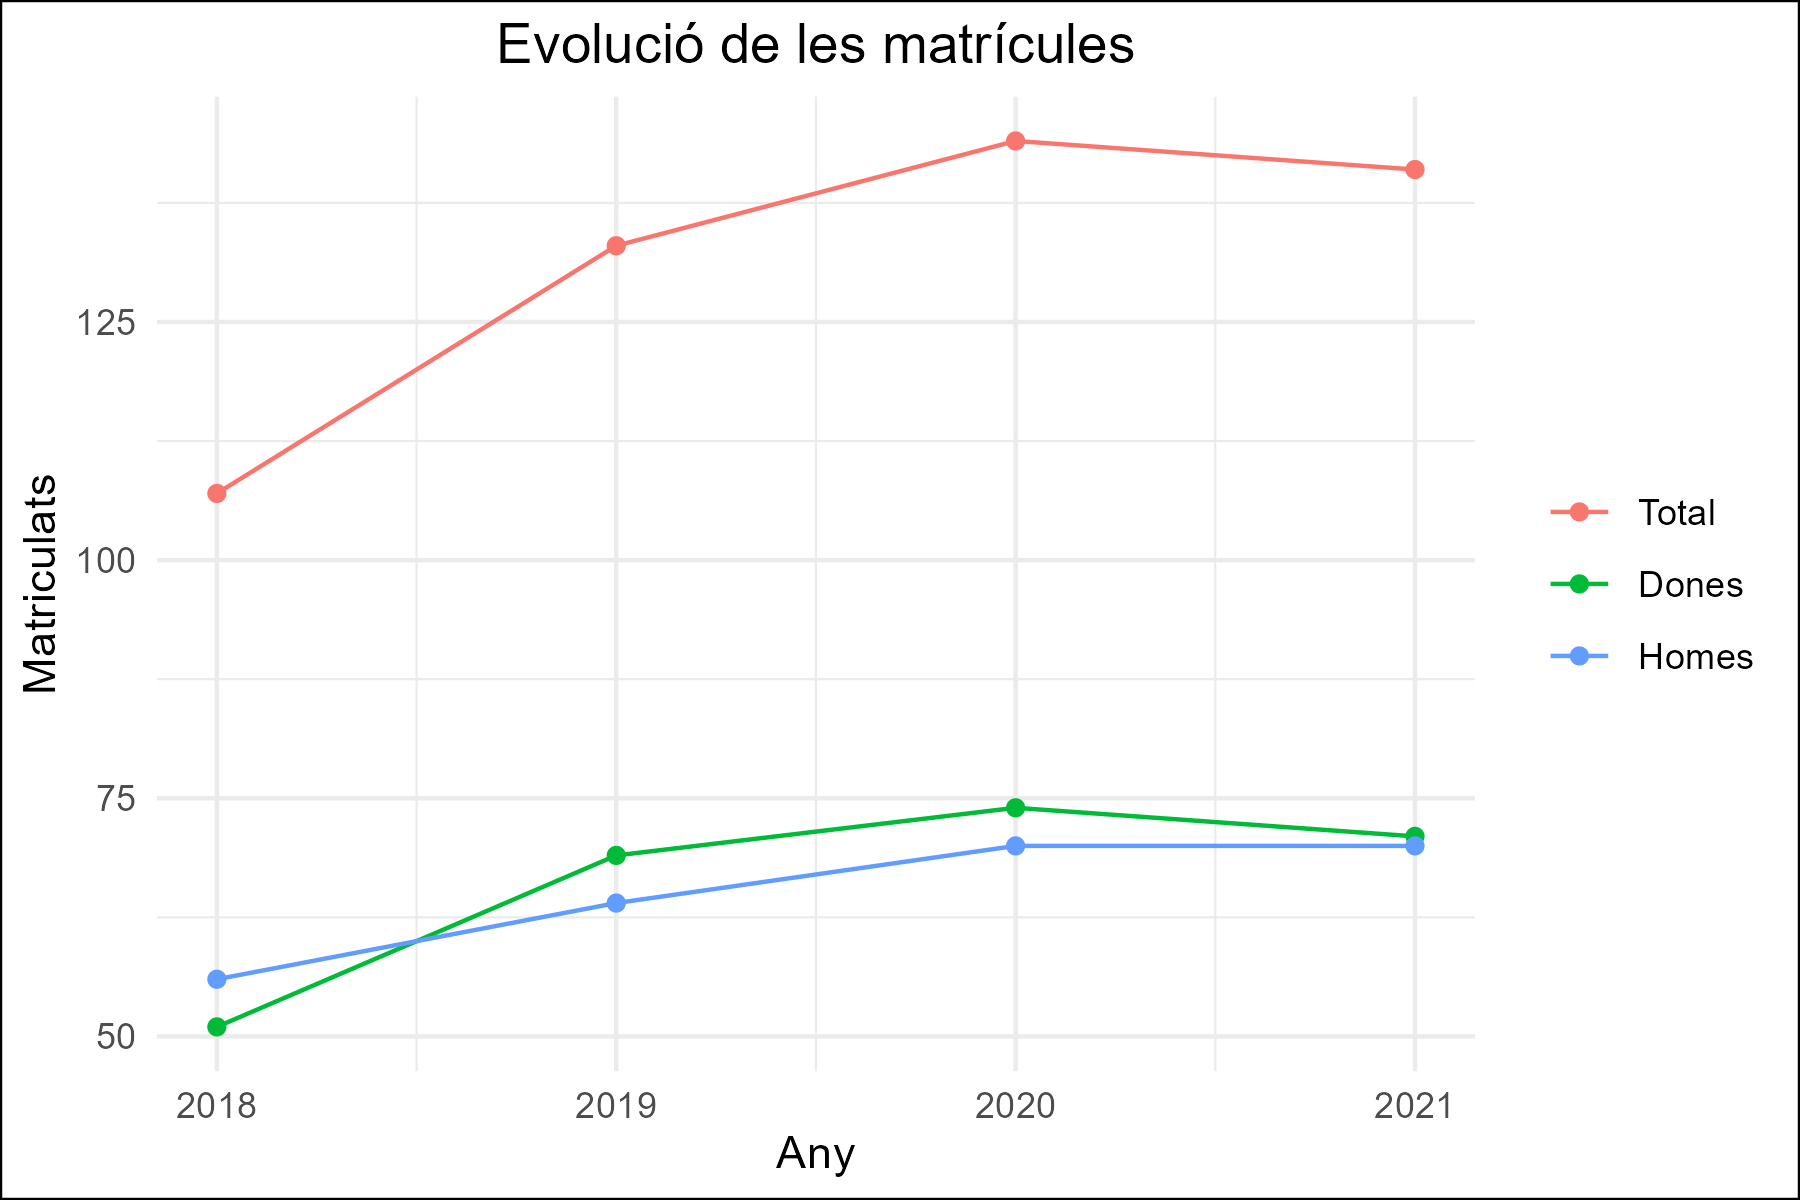 Evolució de les matrícules
Matriculats
125
100
75
50
2018 2019 2020 2021
Any
Total
Dones
Homes